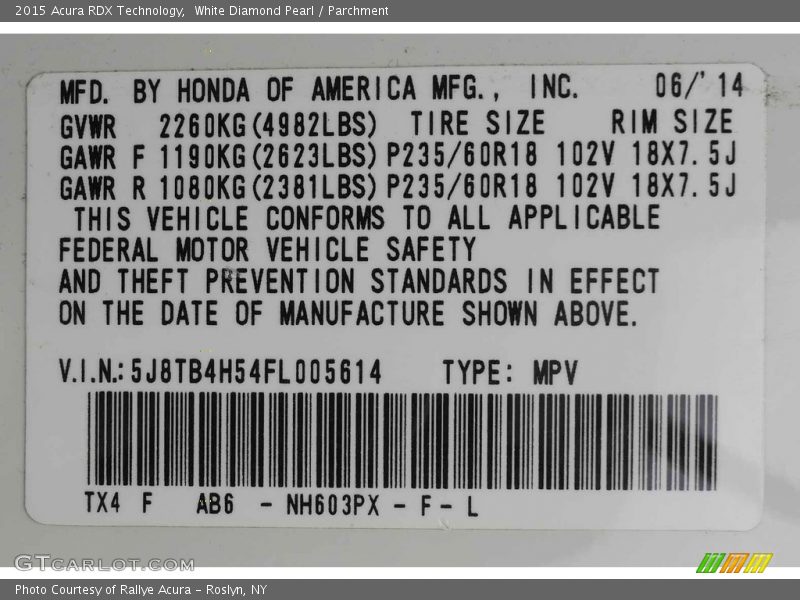 2015 Acura RDX Technology, White Diamond Pearl / Parchment
MFD. BY HONDA OF AMERICA MFG., INC. 06/'14
GVWR 2260KG(4982LBS) TIRE SIZE RIM SIZE
GAWR F 1190KG(2623LBS) P235/60R18 102V 18X7.5J
GAWR R 1080KG(2381LBS) P235/60R18 102V 18X7.5J
THIS VEHICLE CONFORMS TO ALL APPLICABLE
FEDERAL MOTOR VEHICLE SAFETY
AND THEFT PREVENTION STANDARDS IN EFFECT
ON THE DATE OF MANUFACTURE SHOWN ABOVE.
V.I.N.: 5J8TB4H54FL005614 TYPE: MPV
TX4 F AB6 - NH603PX - F - L
GTCARLOT.COM
Photo Courtesy of Rallye Acura - Roslyn, NY